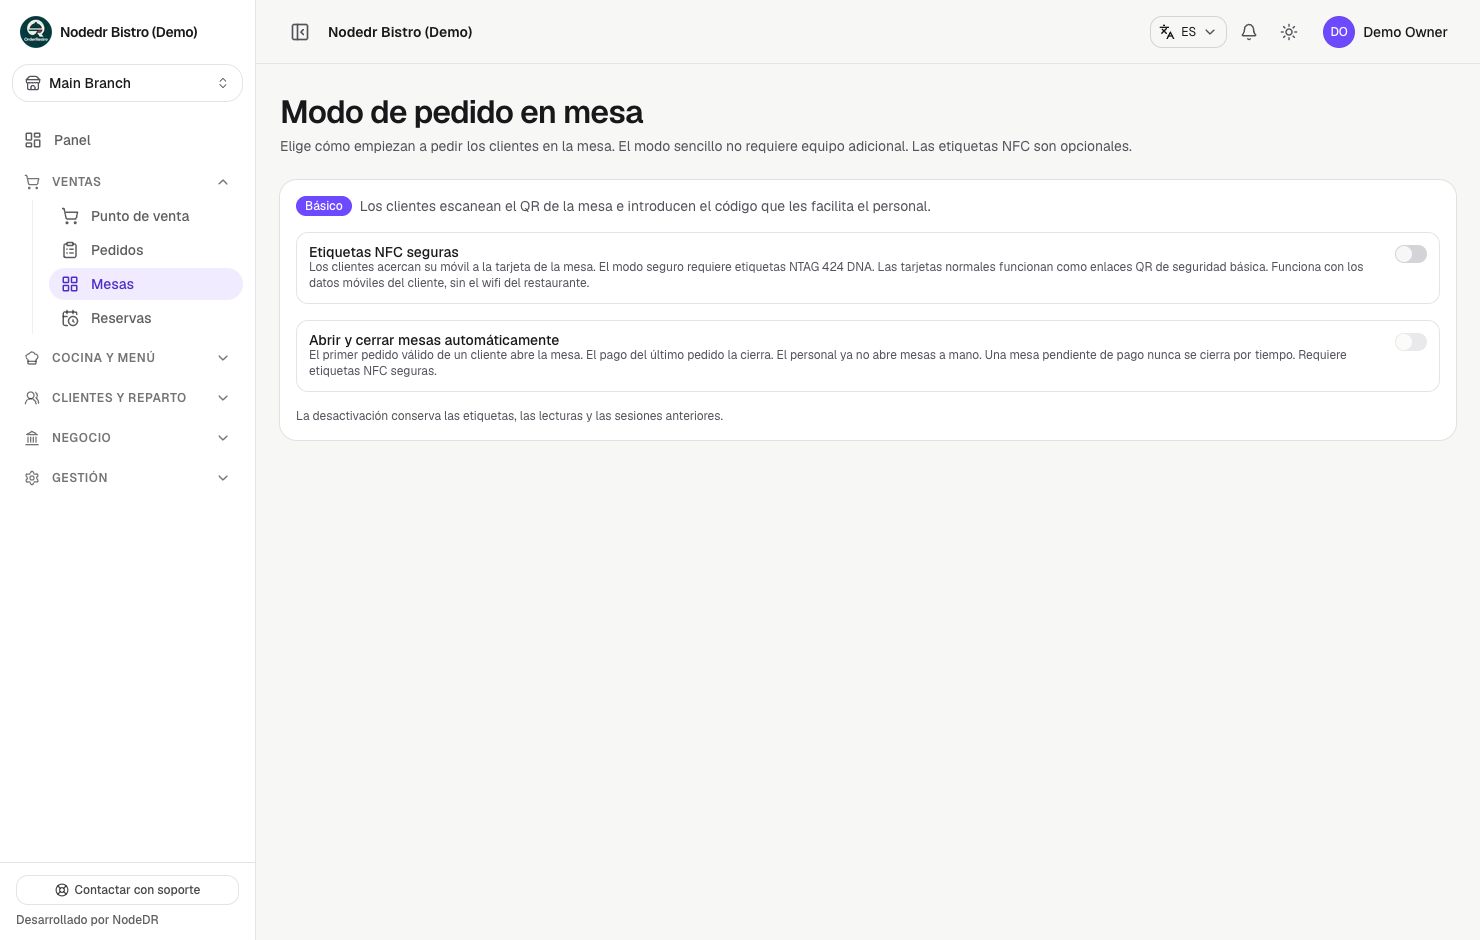 Nodedr Bistro (Demo)
Main Branch
Panel
VENTAS
Punto de venta
Pedidos
Mesas
Reservas
COCINA Y MENÚ
CLIENTES Y REPARTO
NEGOCIO
GESTIÓN
Contactar con soporte
Desarrollado por NodeDR
Nodedr Bistro (Demo)
ES
DO
Demo Owner
Modo de pedido en mesa
Elige cómo empiezan a pedir los clientes en la mesa. El modo sencillo no requiere equipo adicional. Las etiquetas NFC son opcionales.
Básico Los clientes escanean el QR de la mesa e introducen el código que les facilita el personal.
Etiquetas NFC seguras
Los clientes acercan su móvil a la tarjeta de la mesa. El modo seguro requiere etiquetas NTAG 424 DNA. Las tarjetas normales funcionan como enlaces QR de seguridad básica. Funciona con los
datos móviles del cliente, sin el wifi del restaurante.
Abrir y cerrar mesas automáticamente
El primer pedido válido de un cliente abre la mesa. El pago del último pedido la cierra. El personal ya no abre mesas a mano. Una mesa pendiente de pago nunca se cierra por tiempo. Requiere
etiquetas NFC seguras.
La desactivación conserva las etiquetas, las lecturas y las sesiones anteriores.